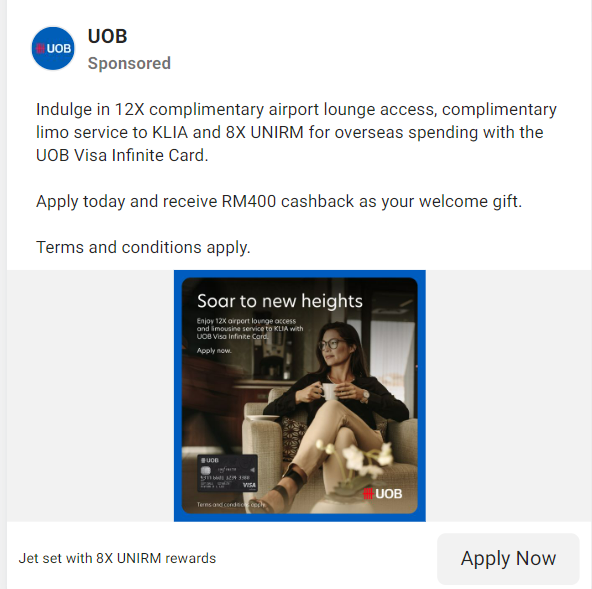 UOB
UOB
Sponsored
Indulge in 12X complimentary airport lounge access, complimentary
limo service to KLIA and 8X UNIRM for overseas spending with the
UOB Visa Infinite Card.
Apply today and receive RM400 cashback as your welcome gift.
Terms and conditions apply.
Soar to new heights
Enjoy 12X airport lounge access
and limousine service to KLIA with
UOB Visa Infinite Card.
Apply now.
UOB
VISA
UOB
Terms and conditions apply.
Jet set with 8X UNIRM rewards
Apply Now